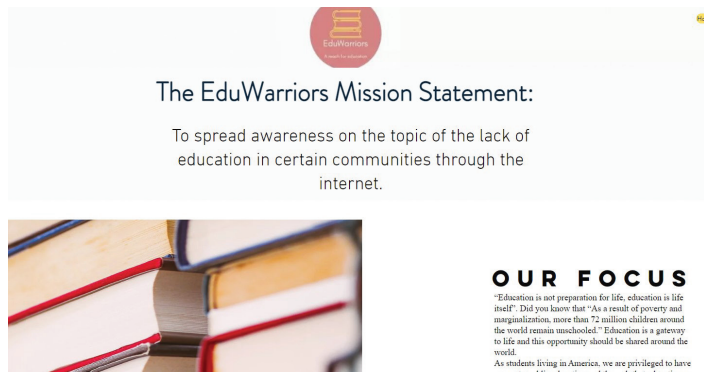 EduWarriors
The EduWarriors Mission Statement:
To spread awareness on the topic of the lack of
education in certain communities through the
internet.
OUR FOCUS
“Education is not preparation for life, education is life
itself”. Did you know that “As a result of poverty and
marginalization, more than 72 million children around
the world remain unschooled.” Education is a gateway
to life and this opportunity should be shared around the
world.
As students living in America, we are privileged to have